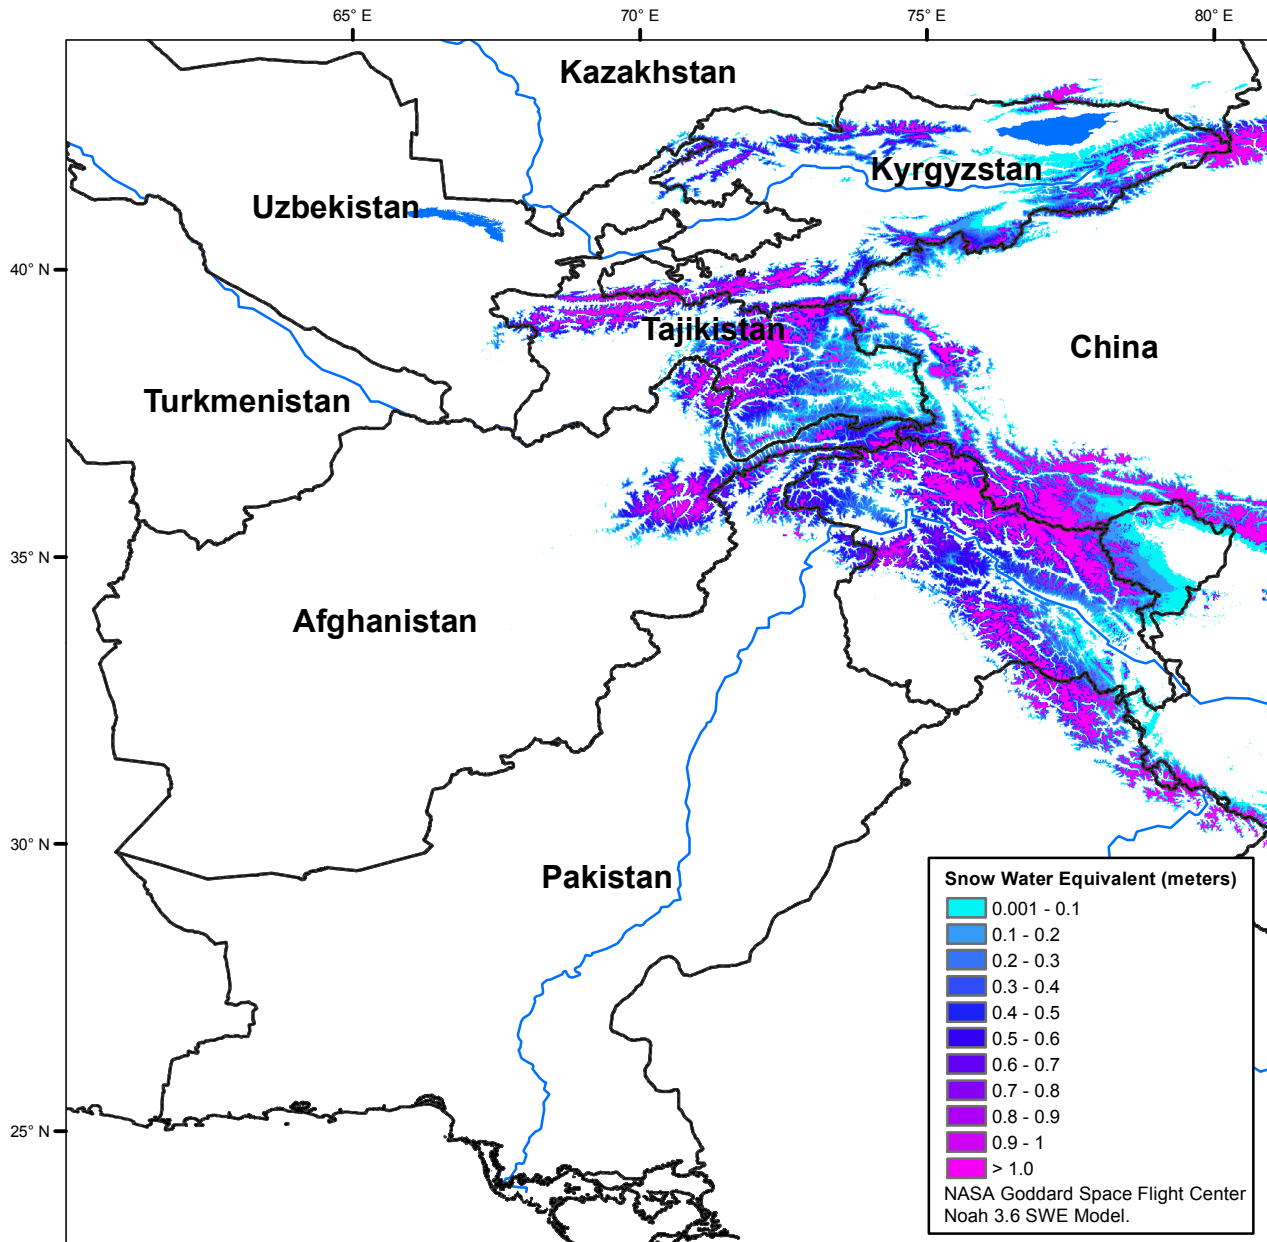 65° E
70° E
75° E
80° E
Kazakhstan
Kyrgyzstan
Uzbekistan
40° N
Tajikistan
China
Turkmenistan
35° N
Afghanistan
30° N
Pakistan
25° N
Snow Water Equivalent (meters)
0.001 - 0.1
0.1 - 0.2
0.2 - 0.3
0.3 - 0.4
0.4 - 0.5
0.5 - 0.6
0.6 - 0.7
0.7 - 0.8
0.8 - 0.9
0.9 - 1
> 1.0
NASA Goddard Space Flight Center
Noah 3.6 SWE Model.